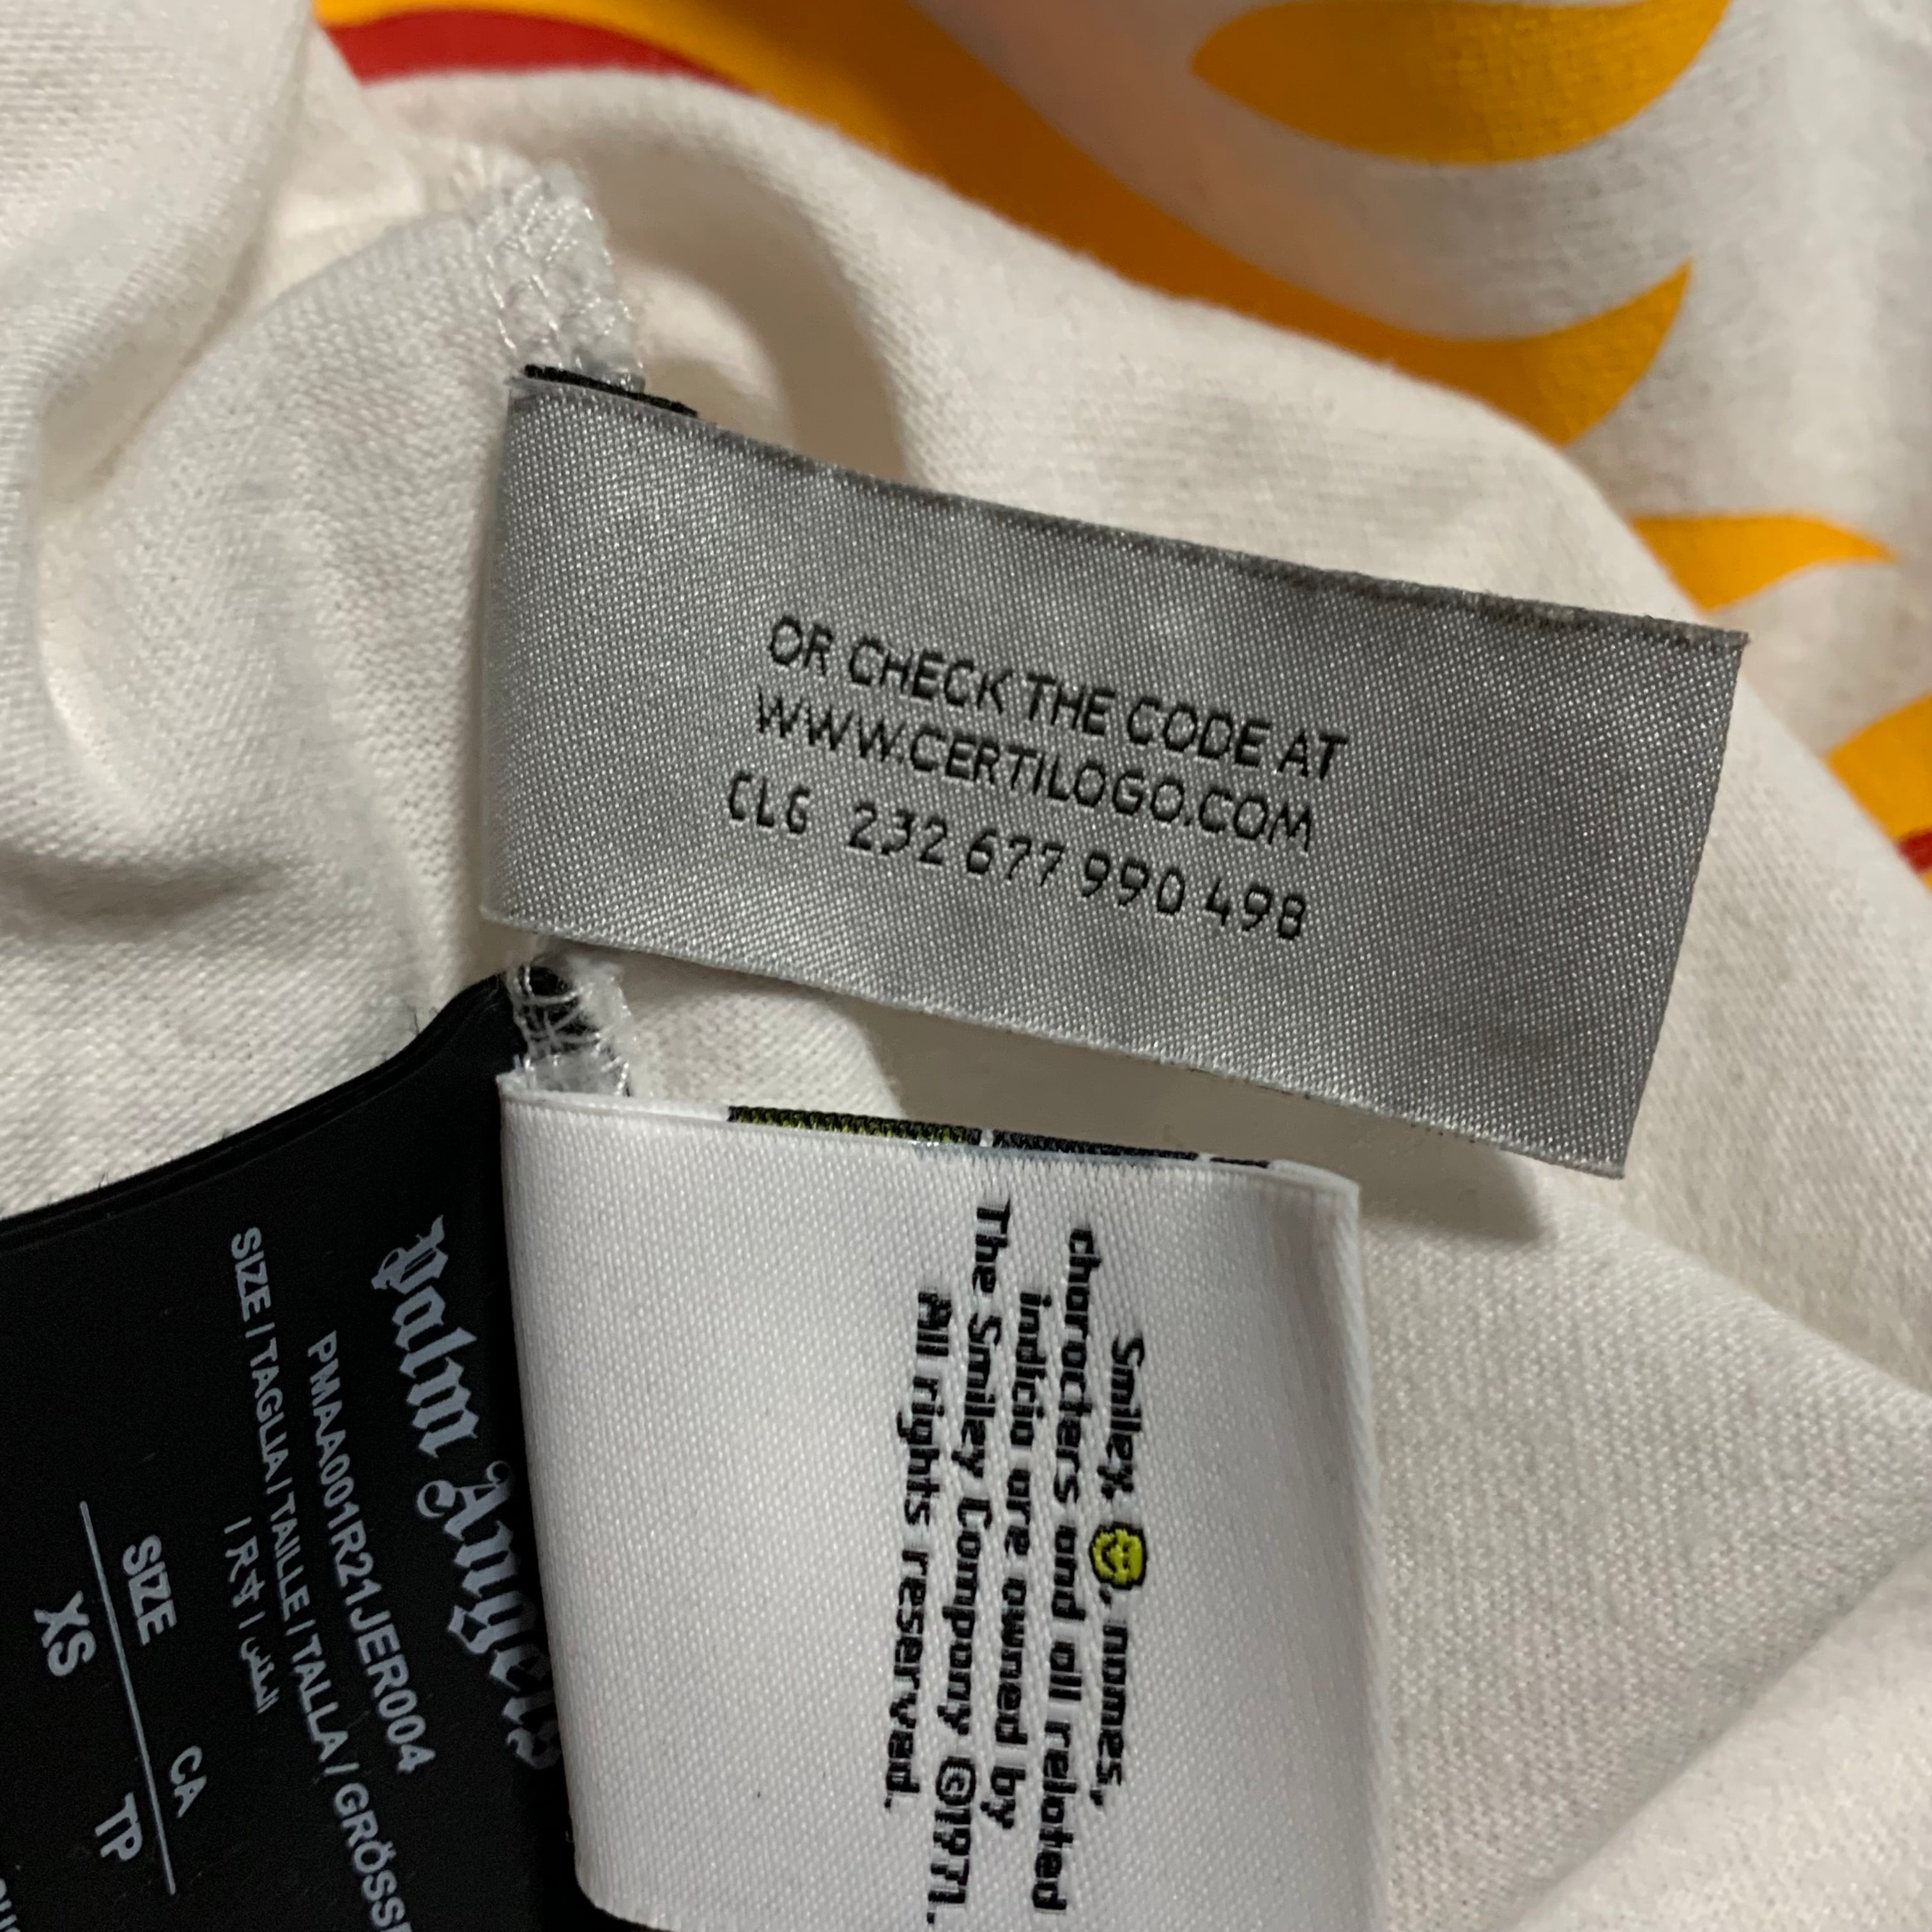 OR CHECK THE CODE AT
WWW.CERTILOGO.COM
CLG 232 677 990 498
Smiley, , names,
characters and all related
indicia are owned by
The Smiley Company ©1971.
All rights reserved.
Palm Angels
PMAA001R21JER004
SIZE / TAGLIA / TAILLE / TALLA / GRÖSSE
SIZE CA
XS TP